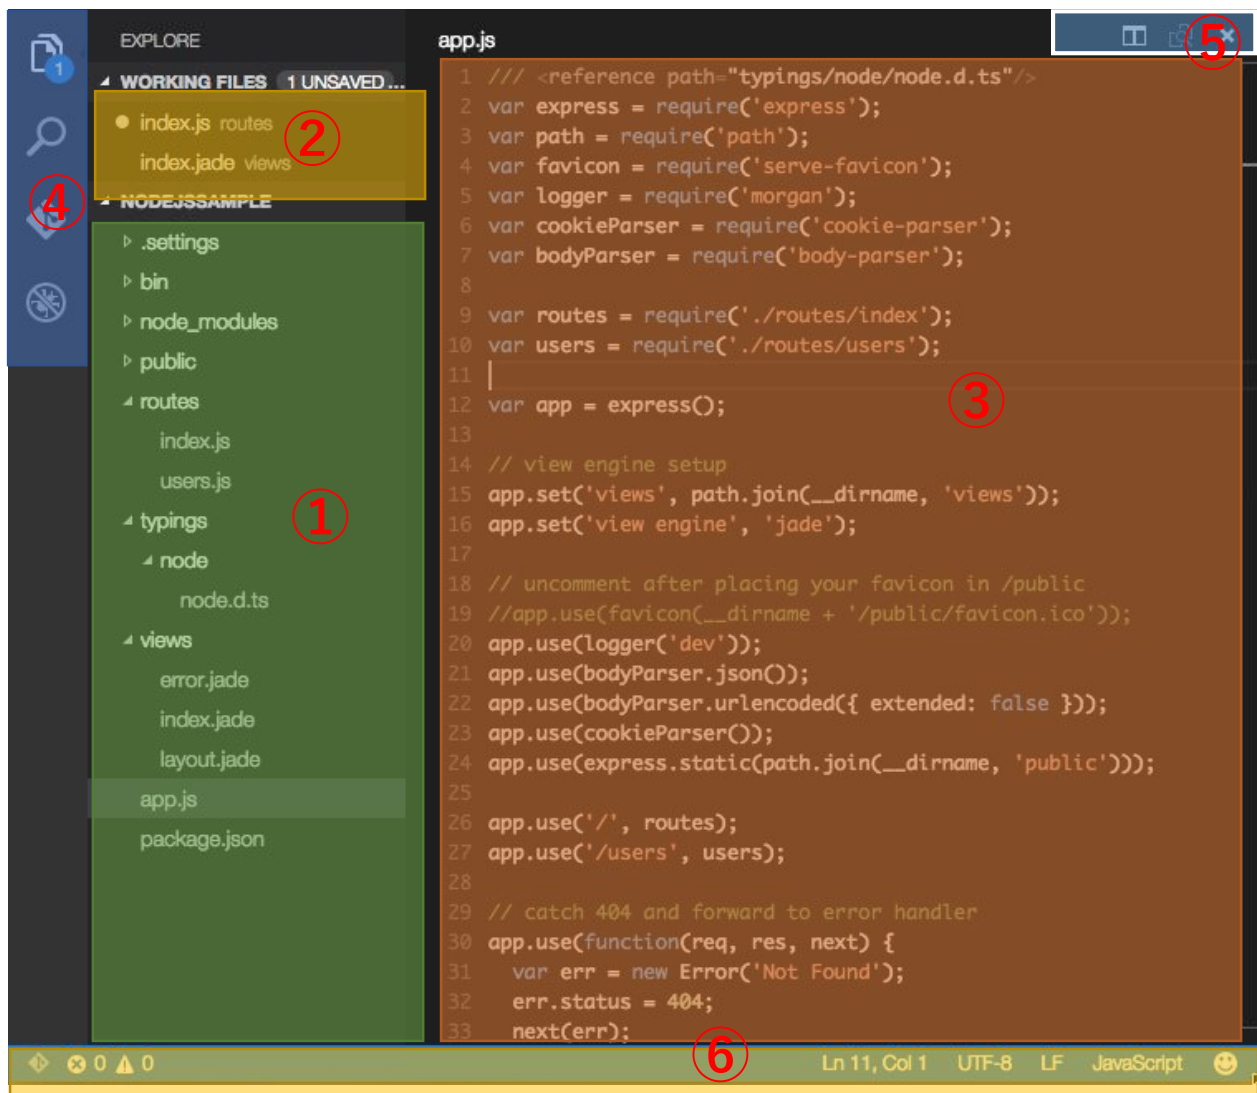 EXPLORE
WORKING FILES 1 UNSAVED ...
index.js routes
index.jade views
NODEJSSAMPLE
.settings
bin
node_modules
public
routes
index.js
users.js
typings
node
node.d.ts
views
error.jade
index.jade
layout.jade
app.js
package.json
1
②
④
①
app.js
⑤
1 /// <reference path="typings/node/node.d.ts"/>
2 var express = require('express');
3 var path = require('path');
4 var favicon = require('serve-favicon');
5 var logger = require('morgan');
6 var cookieParser = require('cookie-parser');
7 var bodyParser = require('body-parser');
8
9 var routes = require('./routes/index');
10 var users = require('./routes/users');
11
③
12 var app = express();
13
14 // view engine setup
15 app.set('views', path.join(__dirname, 'views'));
16 app.set('view engine', 'jade');
17
18 // uncomment after placing your favicon in /public
19 //app.use(favicon(__dirname + '/public/favicon.ico'));
20 app.use(logger('dev'));
21 app.use(bodyParser.json());
22 app.use(bodyParser.urlencoded({ extended: false }));
23 app.use(cookieParser());
24 app.use(express.static(path.join(__dirname, 'public')));
25
26 app.use('/', routes);
27 app.use('/users', users);
28
29 // catch 404 and forward to error handler
30 app.use(function(req, res, next) {
31 var err = new Error('Not Found');
32 err.status = 404;
33 next(err);
⑥
0 0 Ln 11, Col 1 UTF-8 LF JavaScript